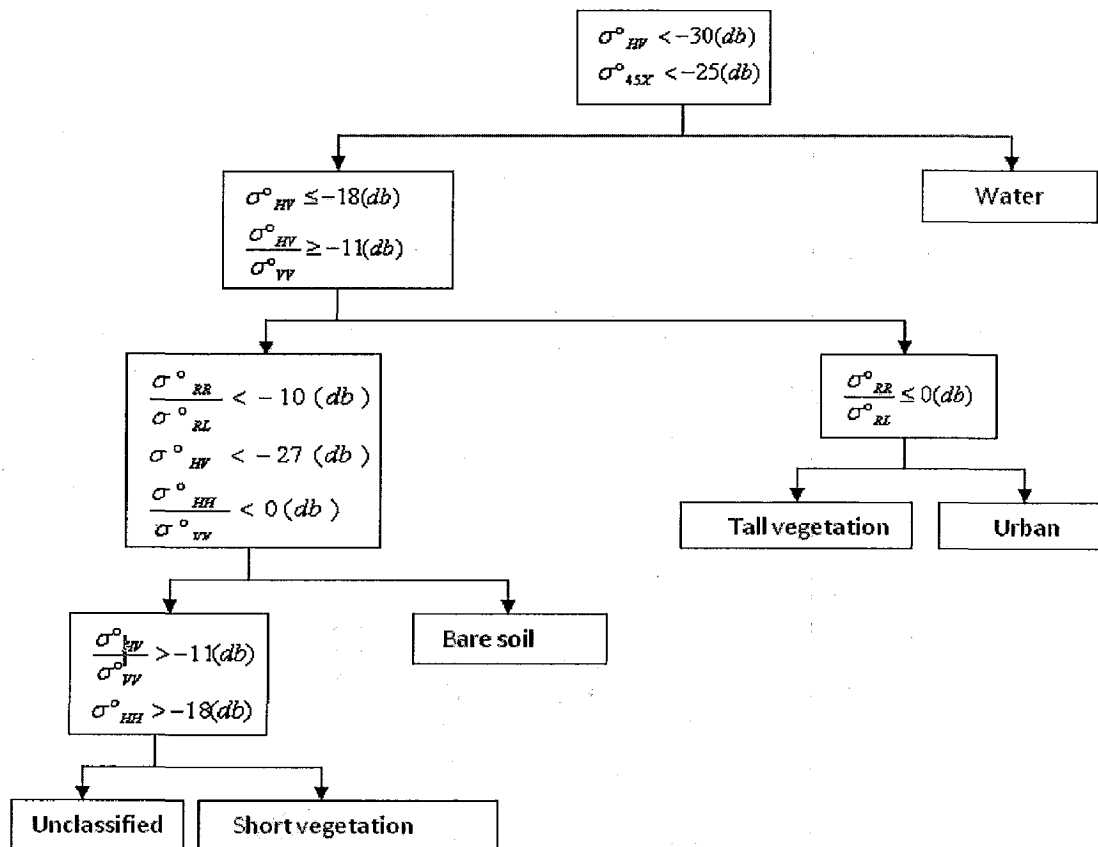 σ°HV <-30(db)
σ°45X <-25(db)
σ°HV ≤-18(db)
σ°HV/σ°VV ≥-11(db)
Water
σ°RR/σ°RL < -10 (db)
σ°HV < -27 (db)
σ°HH/σ°VV < 0(db)
σ°RR/σ°RL ≤0(db)
Tall vegetation
Urban
σ°HV/σ°VV >-11(db)
σ°HH >-18(db)
Bare soil
Unclassified
Short vegetation